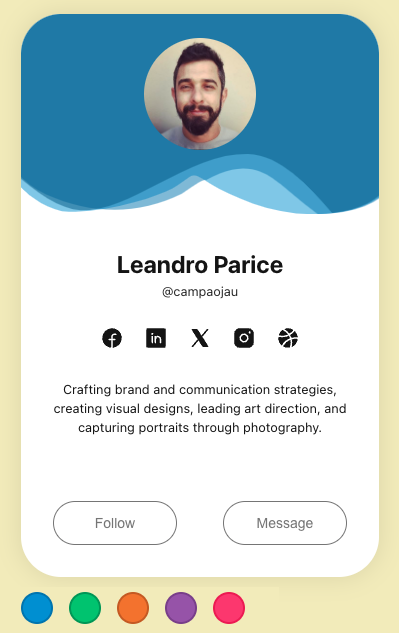 Leandro Parice
@campaojau
Crafting brand and communication strategies,
creating visual designs, leading art direction, and
capturing portraits through photography.
Follow
Message